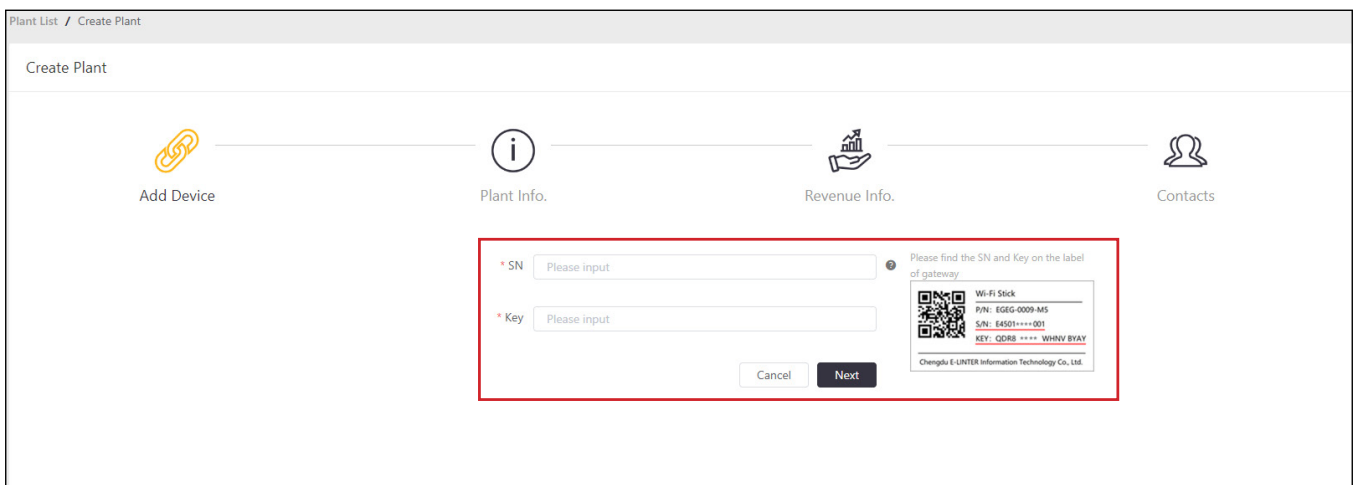 Plant List / Create Plant
Create Plant
Add Device
Plant Info.
Revenue Info.
Contacts
* SN Please input
* Key Please input
Cancel Next
Please find the SN and Key on the label
of gateway
Wi-Fi Stick
P/N: EGEG-0009-MS
S/N: E4501****001
KEY: QDR8 **** WHNV BYAY
Chengdu E-LINTER Information Technology Co., Ltd.